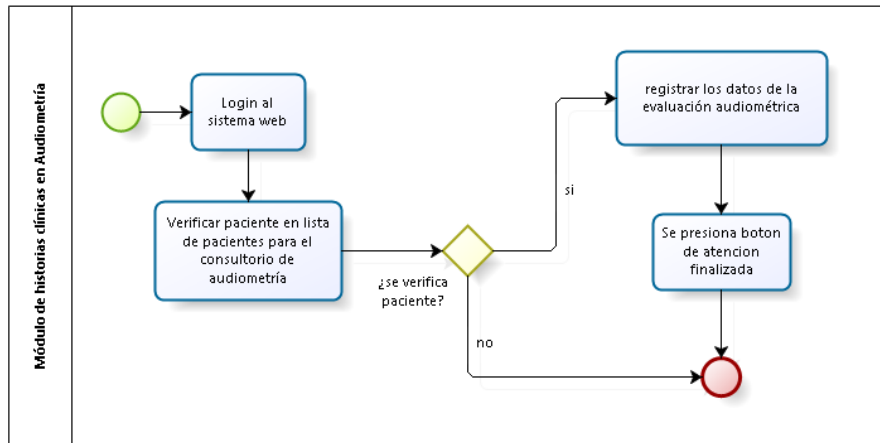 Módulo de historias clínicas en Audiometría
Login al
sistema web
Verificar paciente en lista
de pacientes para el
consultorio de
audiometría
¿se verifica
paciente?
si
no
registrar los datos de la
evaluación audiométrica
Se presiona boton
de atencion
finalizada